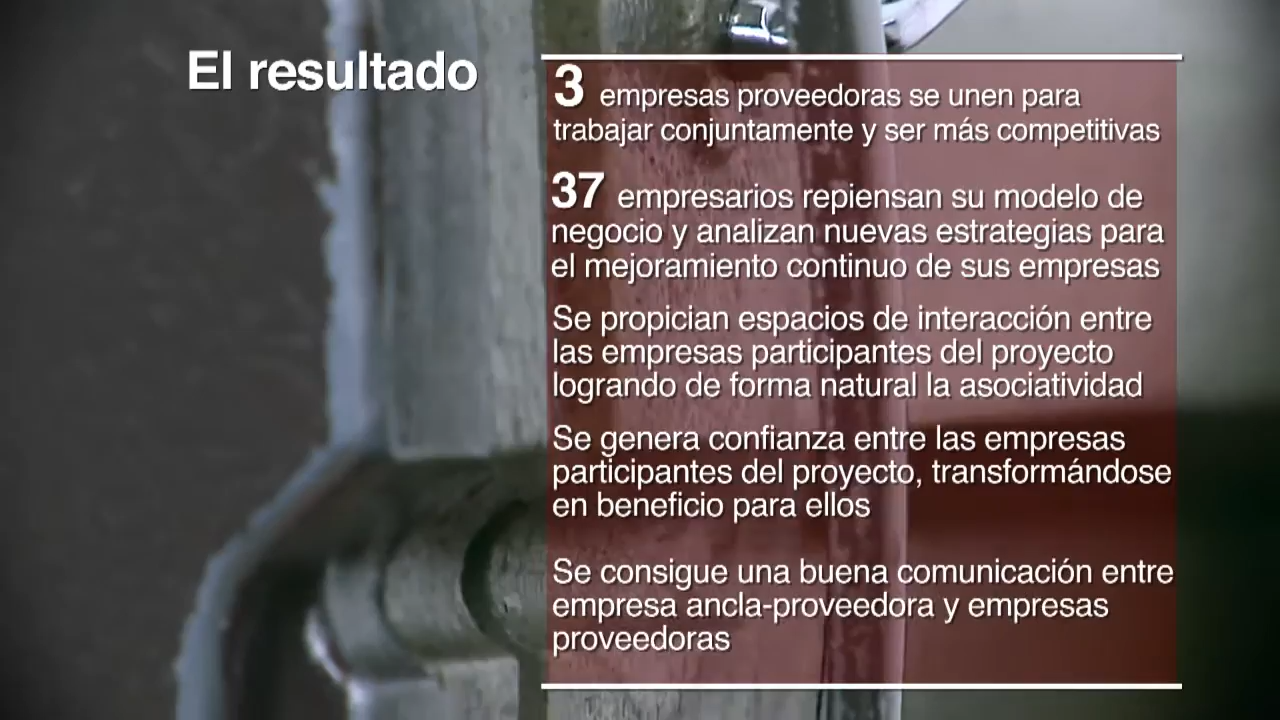 El resultado
3 empresas proveedoras se unen para
trabajar conjuntamente y ser más competitivas
37 empresarios repiensan su modelo de
negocio y analizan nuevas estrategias para
el mejoramiento continuo de sus empresas
Se propician espacios de interacción entre
las empresas participantes del proyecto
logrando de forma natural la asociatividad
Se genera confianza entre las empresas
participantes del proyecto, transformándose
en beneficio para ellos
Se consigue una buena comunicación entre
empresa ancla-proveedora y empresas
proveedoras